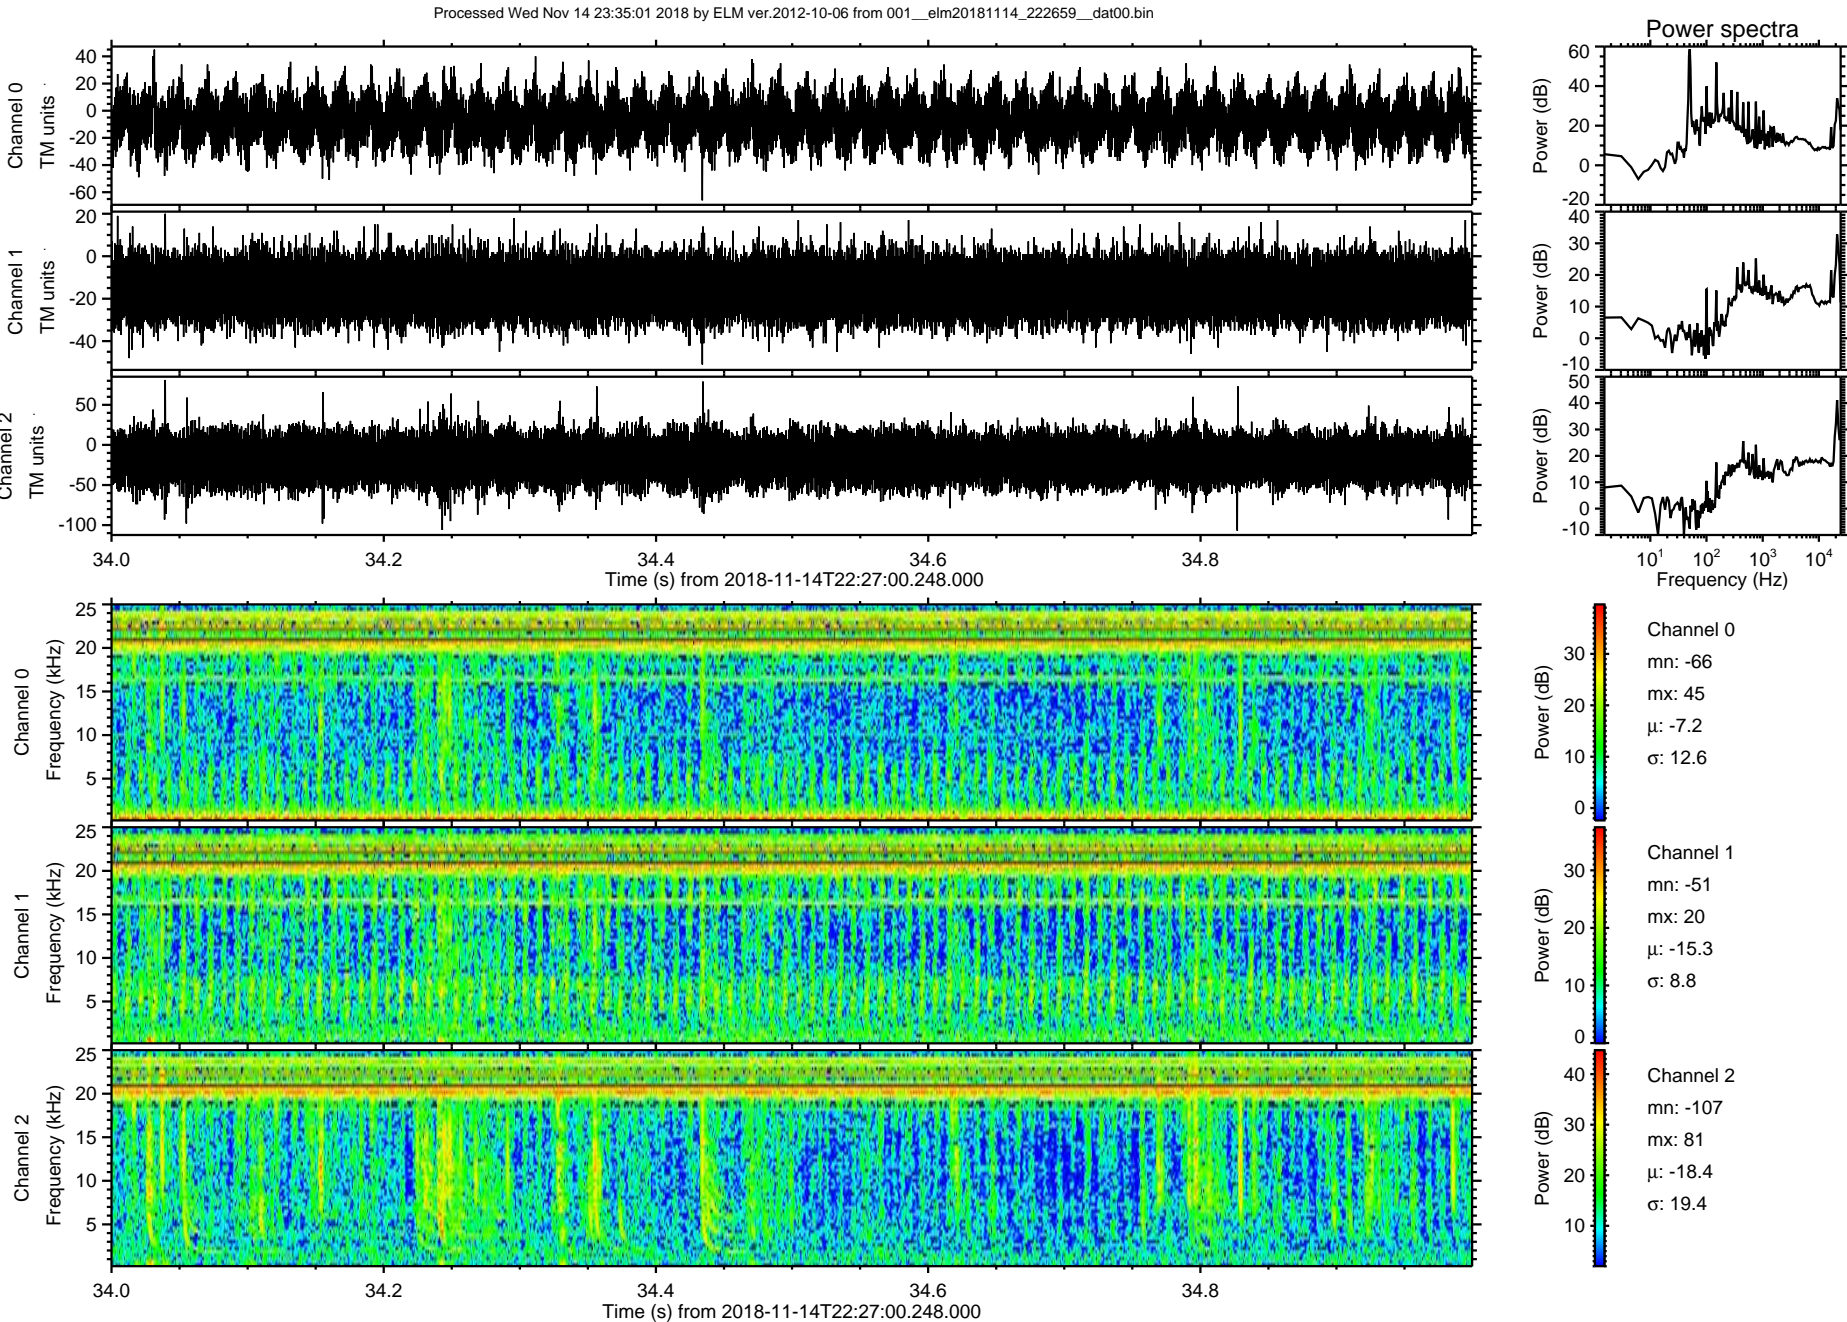 Processed Wed Nov 14 23:35:01 2018 by ELM ver.2012-10-06 from 001__elm20181114_222659__dat00.bin
Power spectra
Channel 0
TM units
40
20
0
-20
-40
-60
Power (dB)
60
40
20
0
-20
Channel 1
TM units
20
0
-20
-40
Power (dB)
40
30
20
10
0
-10
Channel 2
TM units
50
0
-50
-100
Power (dB)
50
40
30
20
10
0
-10
34.0 34.2 34.4 34.6 34.8
Time (s) from 2018-11-14T22:27:00.248.000
10^1 10^2 10^3 10^4
Frequency (Hz)
Channel 0
Frequency (kHz)
25
20
15
10
5
Power (dB)
30
20
10
0
Channel 0
mn: -66
mx: 45
μ: -7.2
σ: 12.6
Channel 1
Frequency (kHz)
25
20
15
10
5
Power (dB)
30
20
10
0
Channel 1
mn: -51
mx: 20
μ: -15.3
σ: 8.8
Channel 2
Frequency (kHz)
25
20
15
10
5
Power (dB)
40
30
20
10
Channel 2
mn: -107
mx: 81
μ: -18.4
σ: 19.4
34.0 34.2 34.4 34.6 34.8
Time (s) from 2018-11-14T22:27:00.248.000